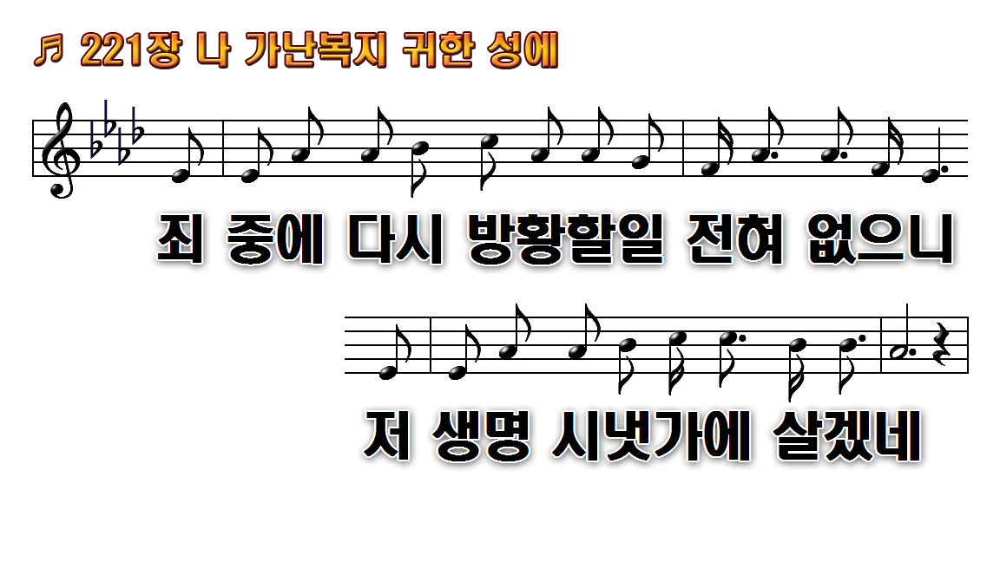 221장 나 가난복지 귀한 성에
죄 중에 다시 방황할일 전혀 없으니
저 생명 시냇가에 살겠네